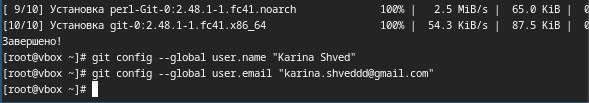 [ 9/10] Установка perl-Git-0:2.48.1-1.fc41.noarch 100% | 2.5 MiB/s | 65.0 KiB | 0
[10/10] Установка git-0:2.48.1-1.fc41.x86_64 100% | 54.3 KiB/s | 87.5 KiB | 0
Завершено!
[root@vbox ~]# git config --global user.name "Karina Shved"
[root@vbox ~]# git config --global user.email "karina.shveddd@gmail.com"
[root@vbox ~]#